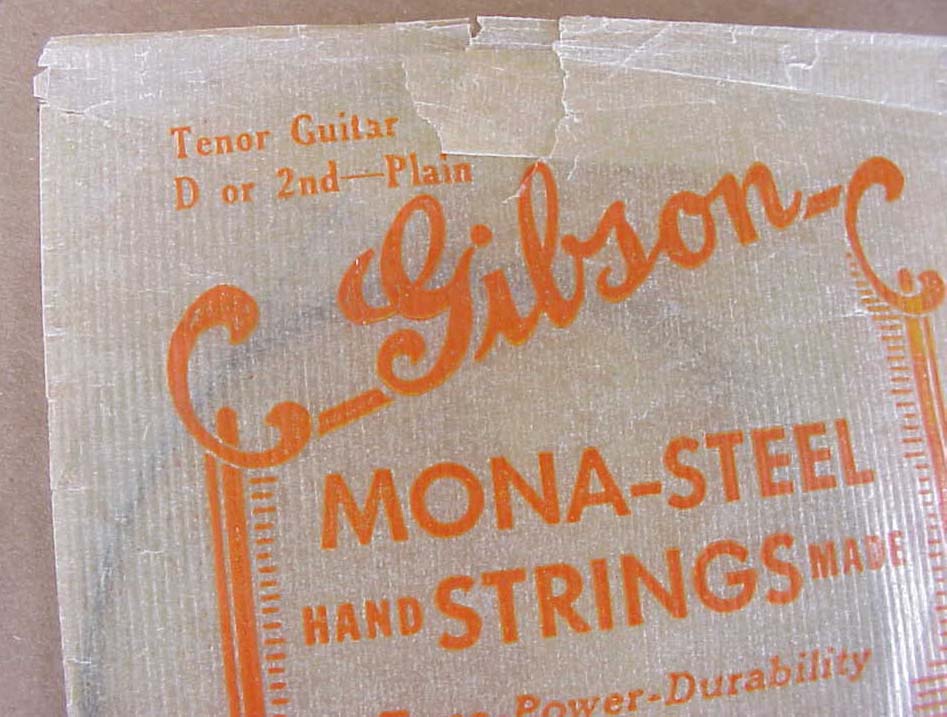 Tenor Guitar
D or 2nd—Plain
Gibson
MONA-STEEL
HAND STRINGS MADE
Power-Durability